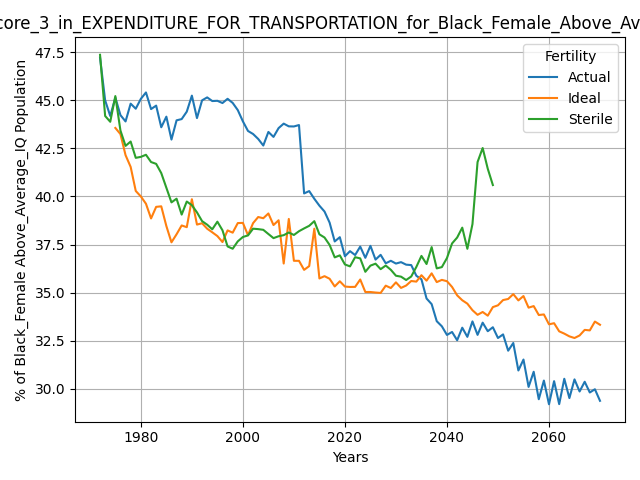 core_3_in_EXPENDITURE_FOR_TRANSPORTATION_for_Black_Female_Above_Av
Fertility
Actual
Ideal
Sterile
% of Black_Female Above_Average_IQ Population
47.5
45.0
42.5
40.0
37.5
35.0
32.5
30.0
1980
2000
2020
2040
2060
Years